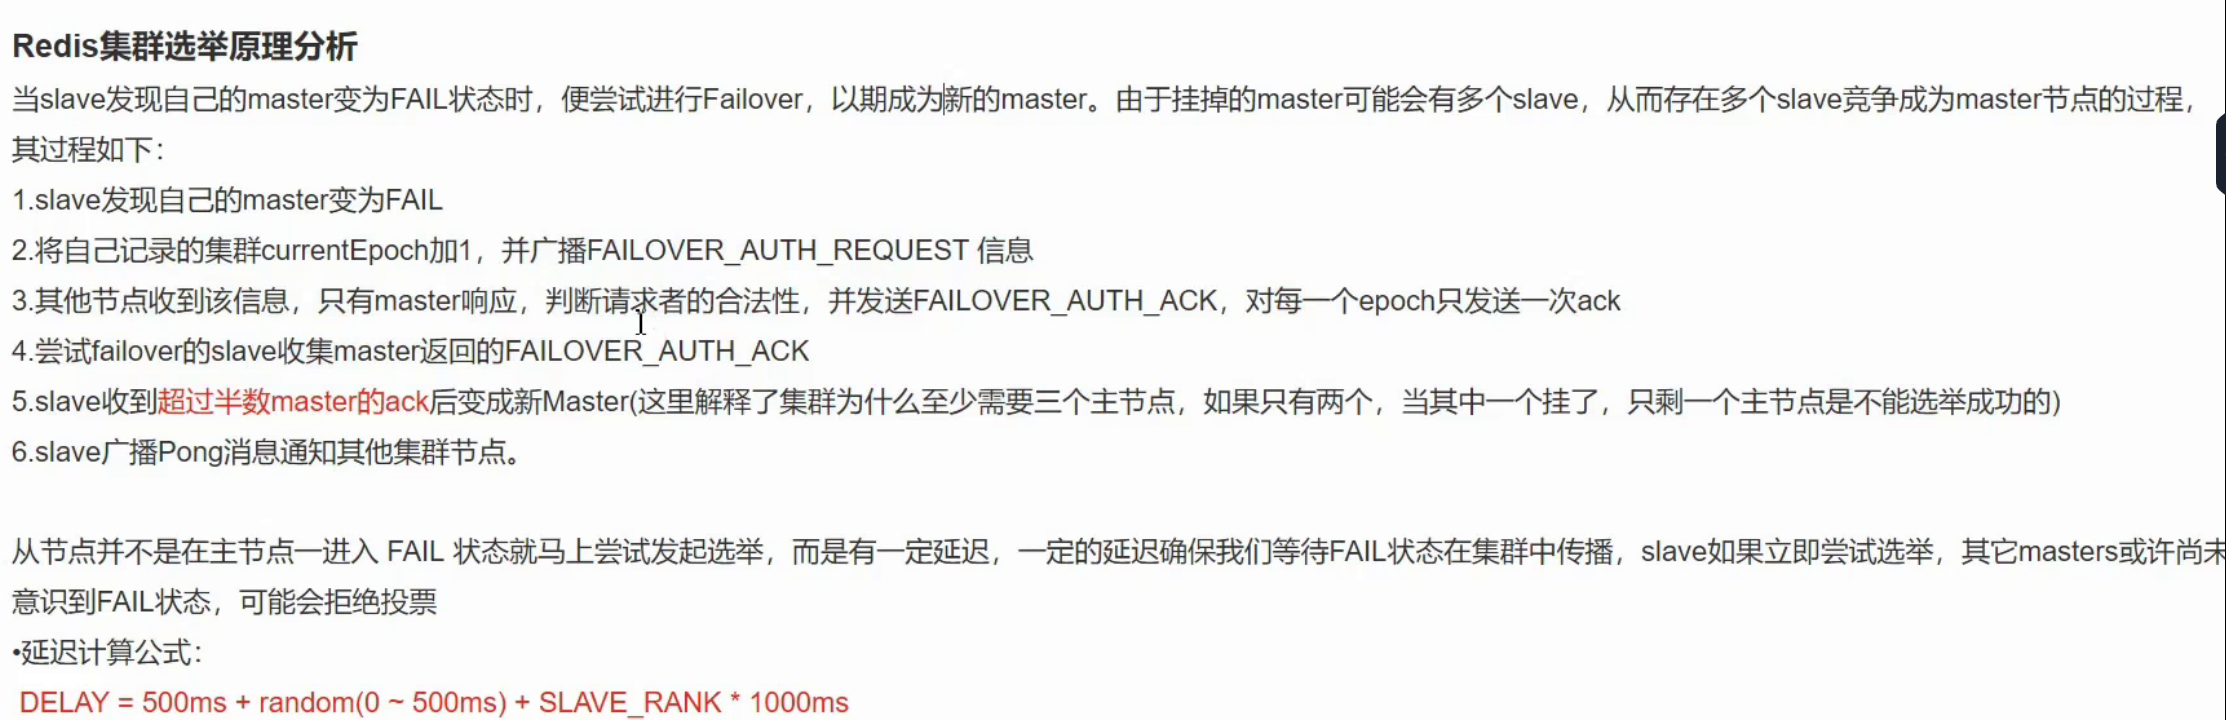 Redis集群选举原理分析
当slave发现自己的master变为FAIL状态时，便尝试进行Failover，以期成为新的master。由于挂掉的master可能会有多个slave，从而存在多个slave竞争成为master节点的过程，
其过程如下：
1.slave发现自己的master变为FAIL
2.将自己记录的集群currentEpoch加1，并广播FAILOVER_AUTH_REQUEST 信息
3.其他节点收到该信息，只有master响应，判断请求者的合法性，并发送FAILOVER_AUTH_ACK，对每一个epoch只发送一次ack
4.尝试failover的slave收集master返回的FAILOVER_AUTH_ACK
5.slave收到超过半数master的ack后变成新Master(这里解释了集群为什么至少需要三个主节点，如果只有两个，当其中一个挂了，只剩一个主节点是不能选举成功的)
6.slave广播Pong消息通知其他集群节点。
从节点并不是在主节点一进入 FAIL 状态就马上尝试发起选举，而是有一定延迟，一定的延迟确保我们等待FAIL状态在集群中传播，slave如果立即尝试选举，其它masters或许尚未
意识到FAIL状态，可能会拒绝投票
•延迟计算公式：
DELAY = 500ms + random(0 ~ 500ms) + SLAVE_RANK * 1000ms